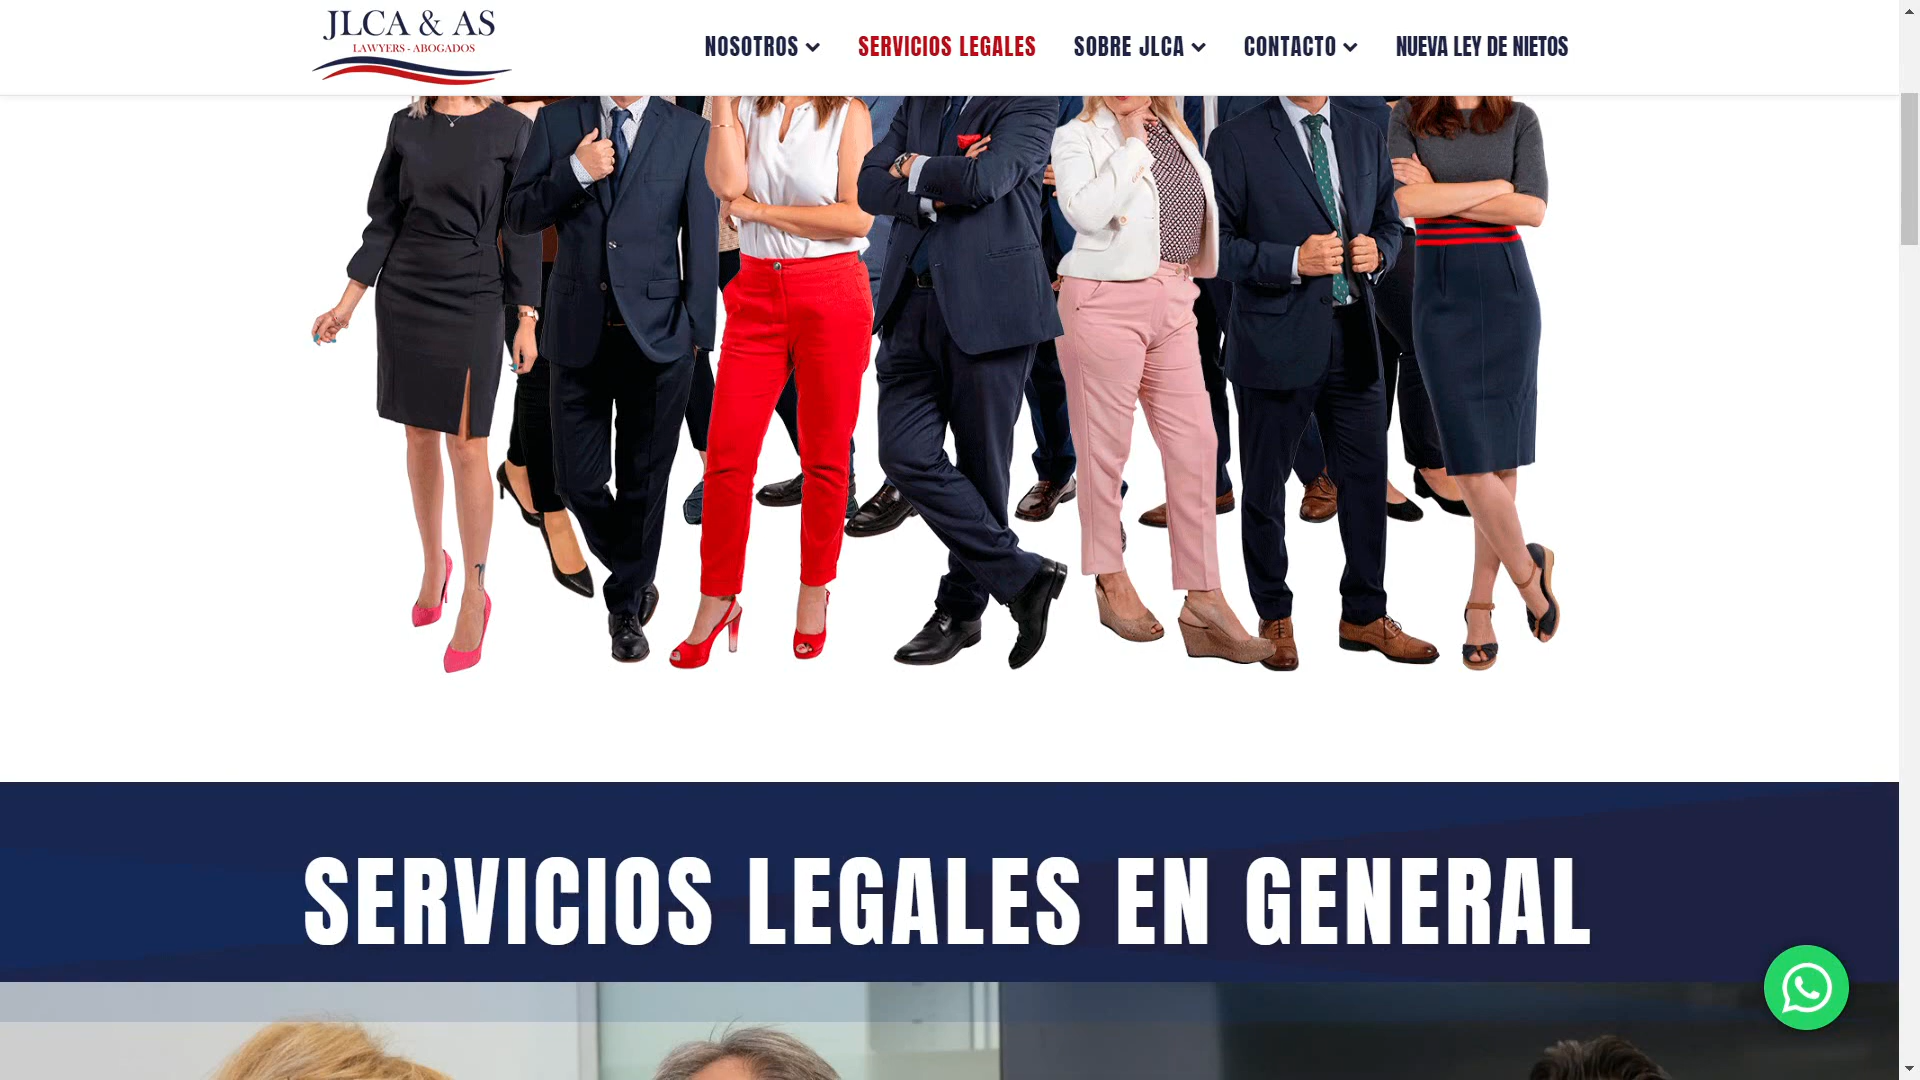 JLCA & AS
LAWYERS - ABOGADOS
NOSOTROS
SERVICIOS LEGALES
SOBRE JLCA
CONTACTO
NUEVA LEY DE NIETOS
SERVICIOS LEGALES EN GENERAL